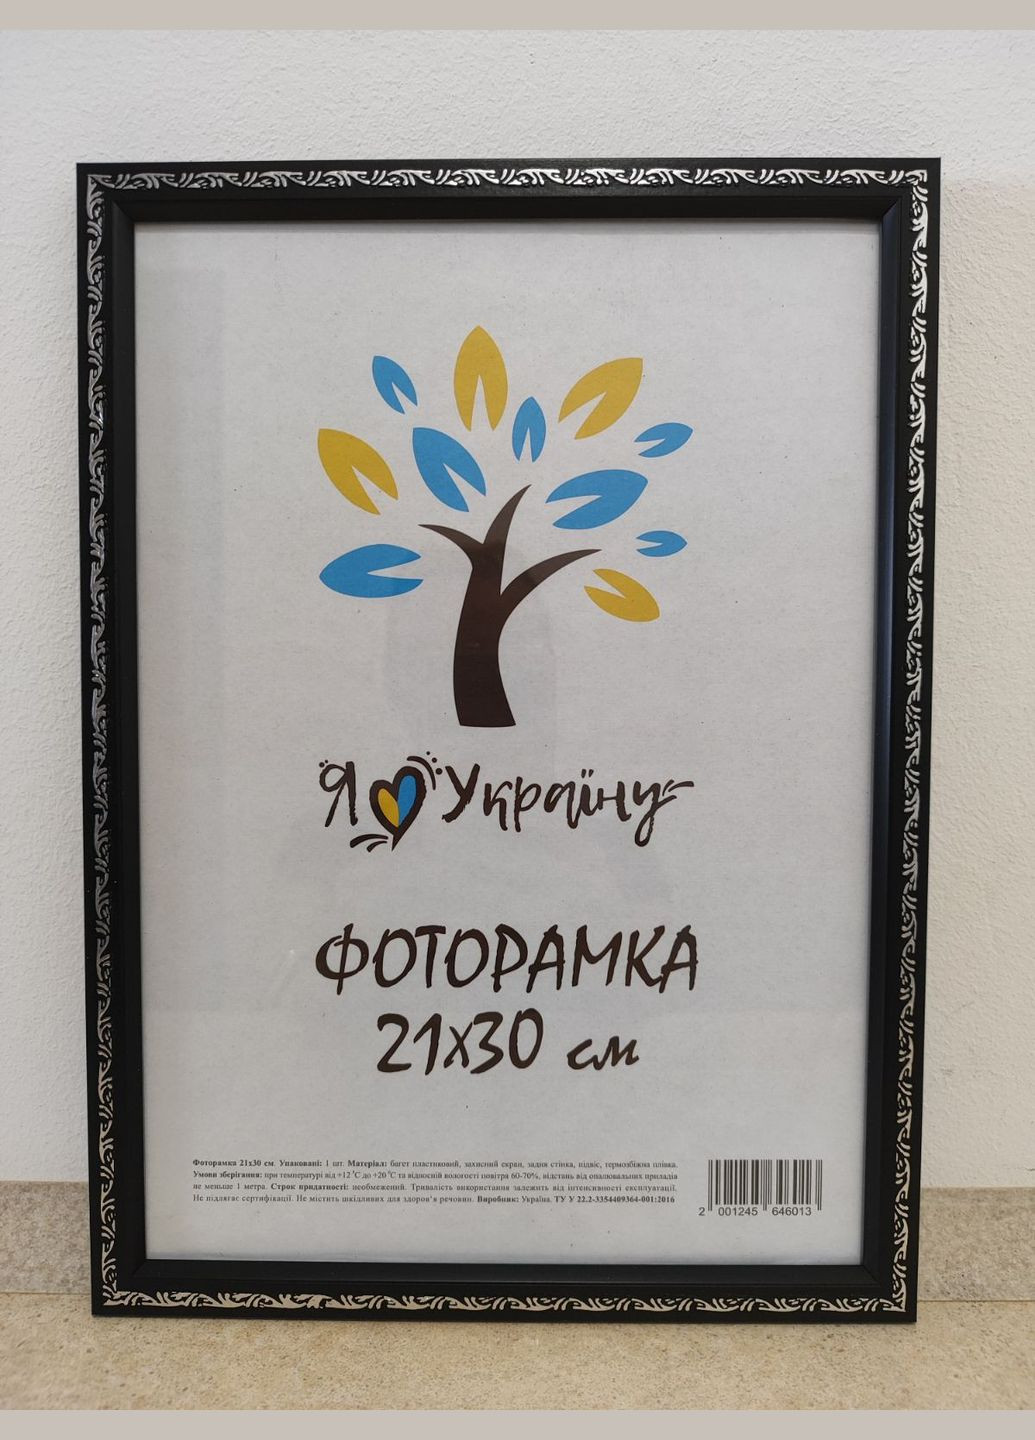 Я Україну
ФОТОРАМКА
21х30 см
Фоторамка 21х30 см. Упаковані: 1 шт. Матеріал: багет пластиковий, захисний екран, задня стінка, підвіс, термозбіжна плівка.
Умови зберігання: при температурі від +12 °С до +20 °С та відносній вологості повітря 60-70%, відстань від опалювальних приладів
не меньше 1 метра. Строк придатності: необмежений. Тривалість використання залежить від інтенсивності експлуатації.
Не підлягає сертифікації. Не містить шкідливих для здоров'я речовин. Виробник: Україна. ТУ У 22.2-3354409364-001:2016
2 001245 646013